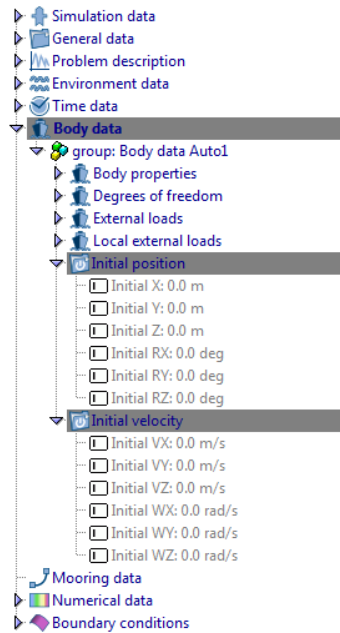 Simulation data
General data
Problem description
Environment data
Time data
Body data
group: Body data Auto1
Body properties
Degrees of freedom
External loads
Local external loads
Initial position
Initial X: 0.0 m
Initial Y: 0.0 m
Initial Z: 0.0 m
Initial RX: 0.0 deg
Initial RY: 0.0 deg
Initial RZ: 0.0 deg
Initial velocity
Initial VX: 0.0 m/s
Initial VY: 0.0 m/s
Initial VZ: 0.0 m/s
Initial WX: 0.0 rad/s
Initial WY: 0.0 rad/s
Initial WZ: 0.0 rad/s
Mooring data
Numerical data
Boundary conditions